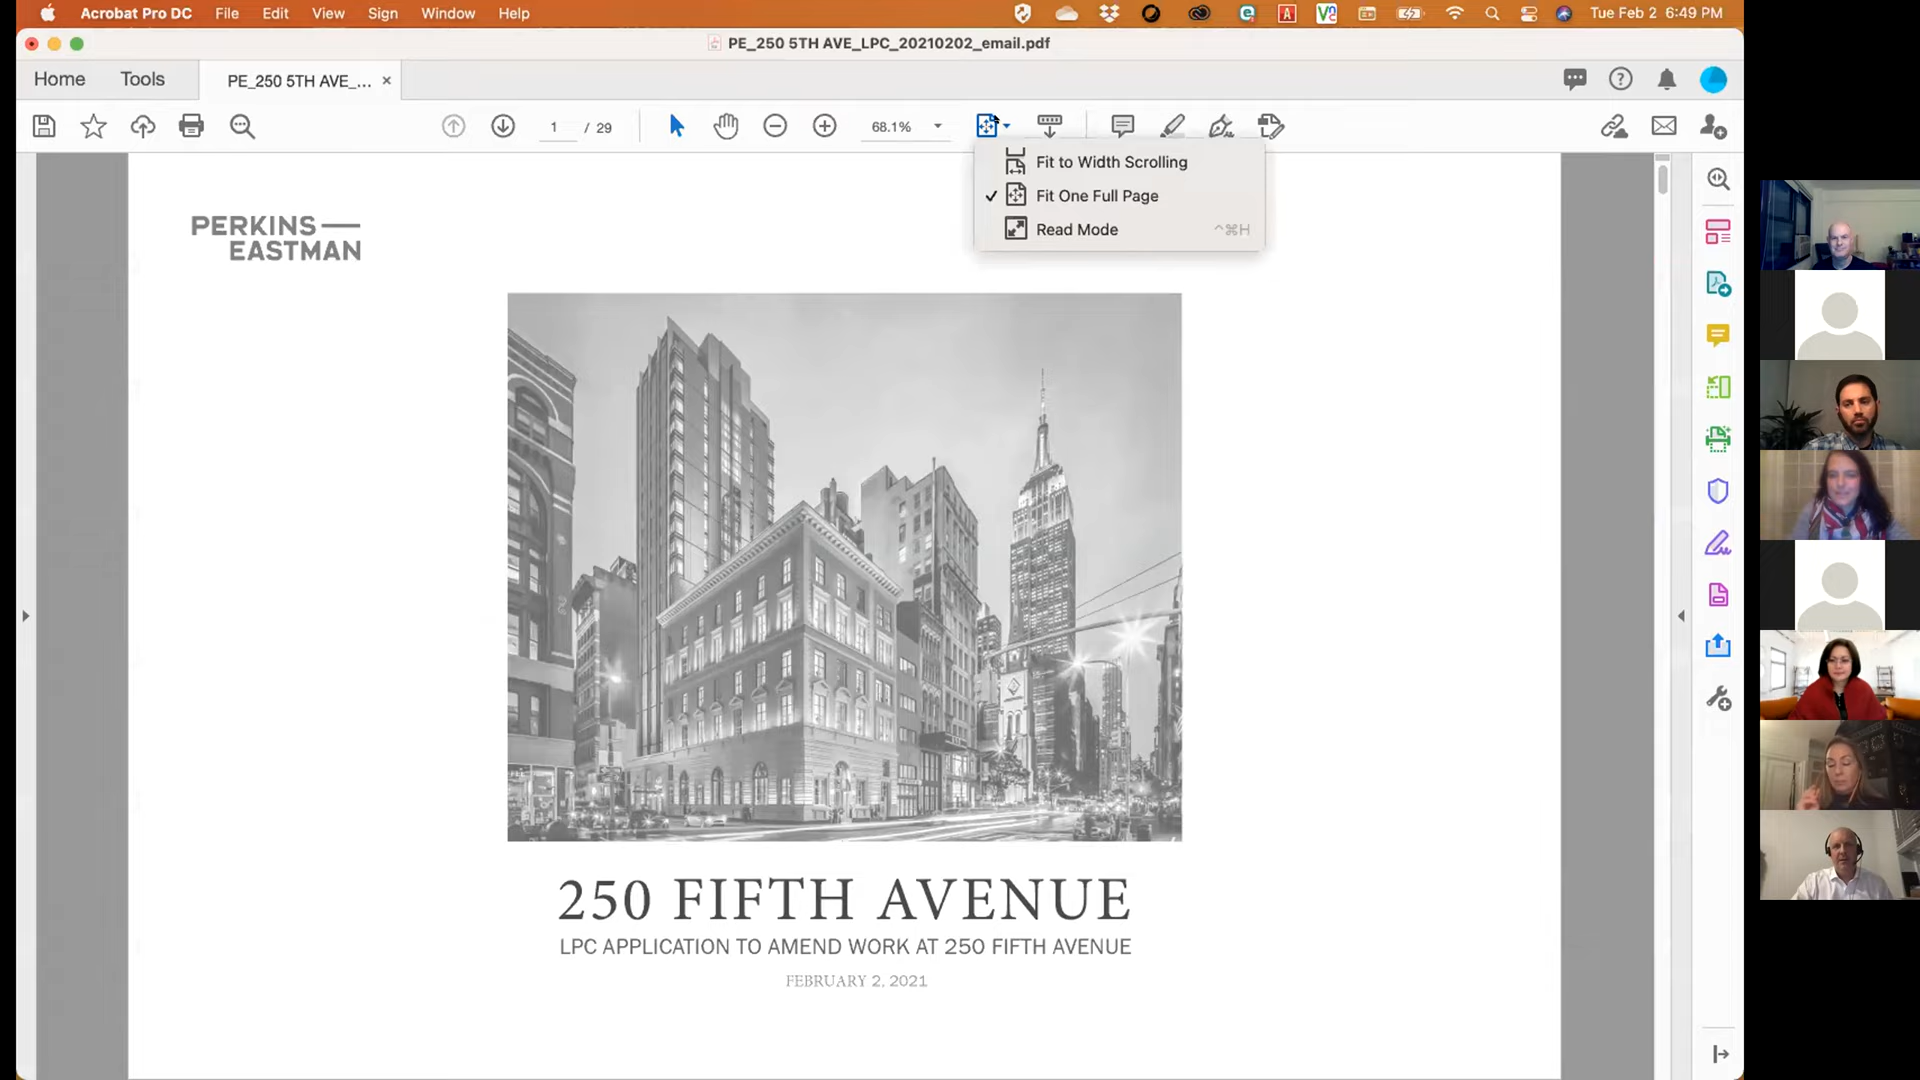 Acrobat Pro DC File Edit View Sign Window Help Tue Feb 2 6:49 PM
PE_250 5TH AVE_LPC_20210202_email.pdf
Home Tools PE_250 5TH AVE_... ×
1 / 29 68.1%
Fit to Width Scrolling
✓ Fit One Full Page
Read Mode ^⌘H
PERKINS—
EASTMAN
250 FIFTH AVENUE
LPC APPLICATION TO AMEND WORK AT 250 FIFTH AVENUE
FEBRUARY 2, 2021